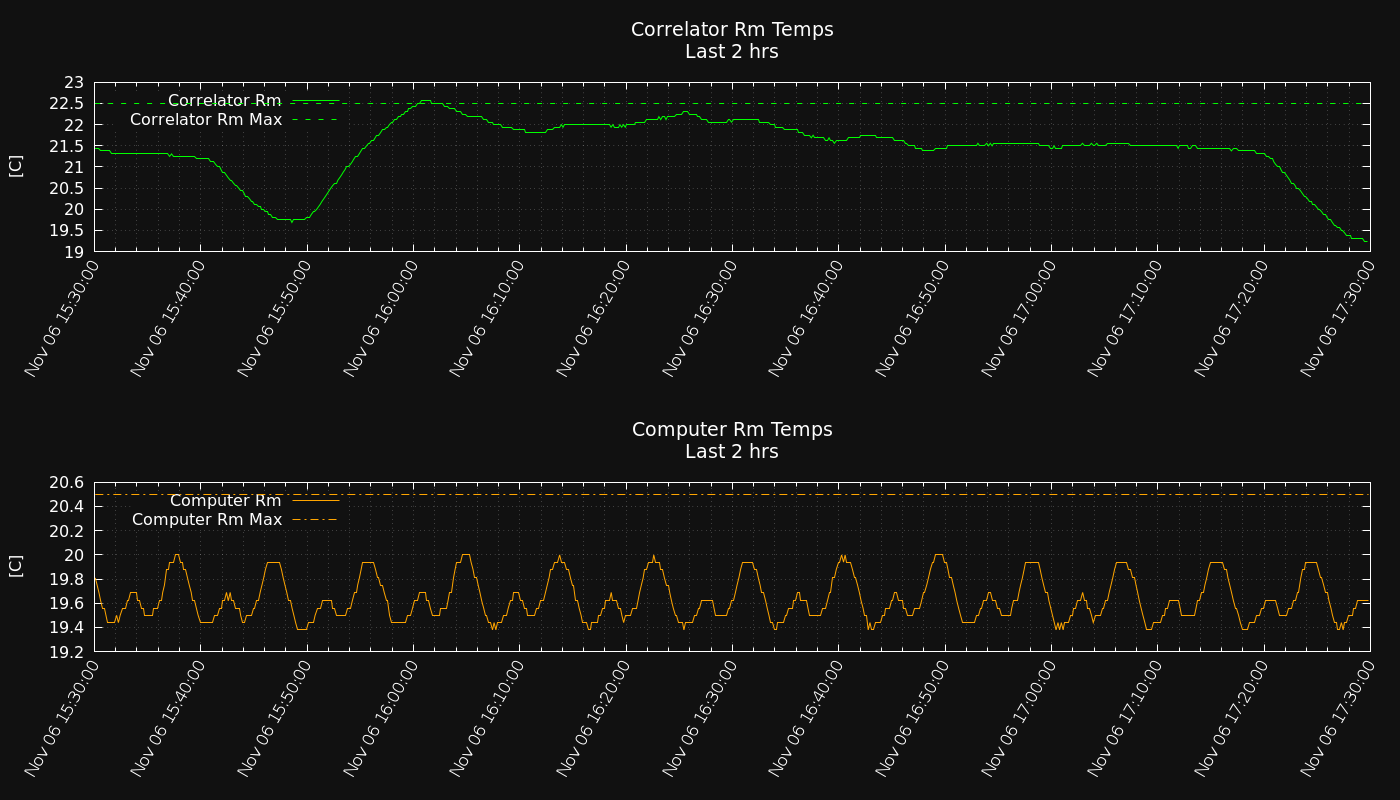 Correlator Rm Temps
Last 2 hrs
[C]
23
22.5
22
21.5
21
20.5
20
19.5
19
Correlator Rm
Correlator Rm Max
Nov 06 15:30:00
Nov 06 15:40:00
Nov 06 15:50:00
Nov 06 16:00:00
Nov 06 16:10:00
Nov 06 16:20:00
Nov 06 16:30:00
Nov 06 16:40:00
Nov 06 16:50:00
Nov 06 17:00:00
Nov 06 17:10:00
Nov 06 17:20:00
Nov 06 17:30:00
Computer Rm Temps
Last 2 hrs
[C]
20.6
20.4
20.2
20
19.8
19.6
19.4
19.2
Computer Rm
Computer Rm Max
Nov 06 15:30:00
Nov 06 15:40:00
Nov 06 15:50:00
Nov 06 16:00:00
Nov 06 16:10:00
Nov 06 16:20:00
Nov 06 16:30:00
Nov 06 16:40:00
Nov 06 16:50:00
Nov 06 17:00:00
Nov 06 17:10:00
Nov 06 17:20:00
Nov 06 17:30:00